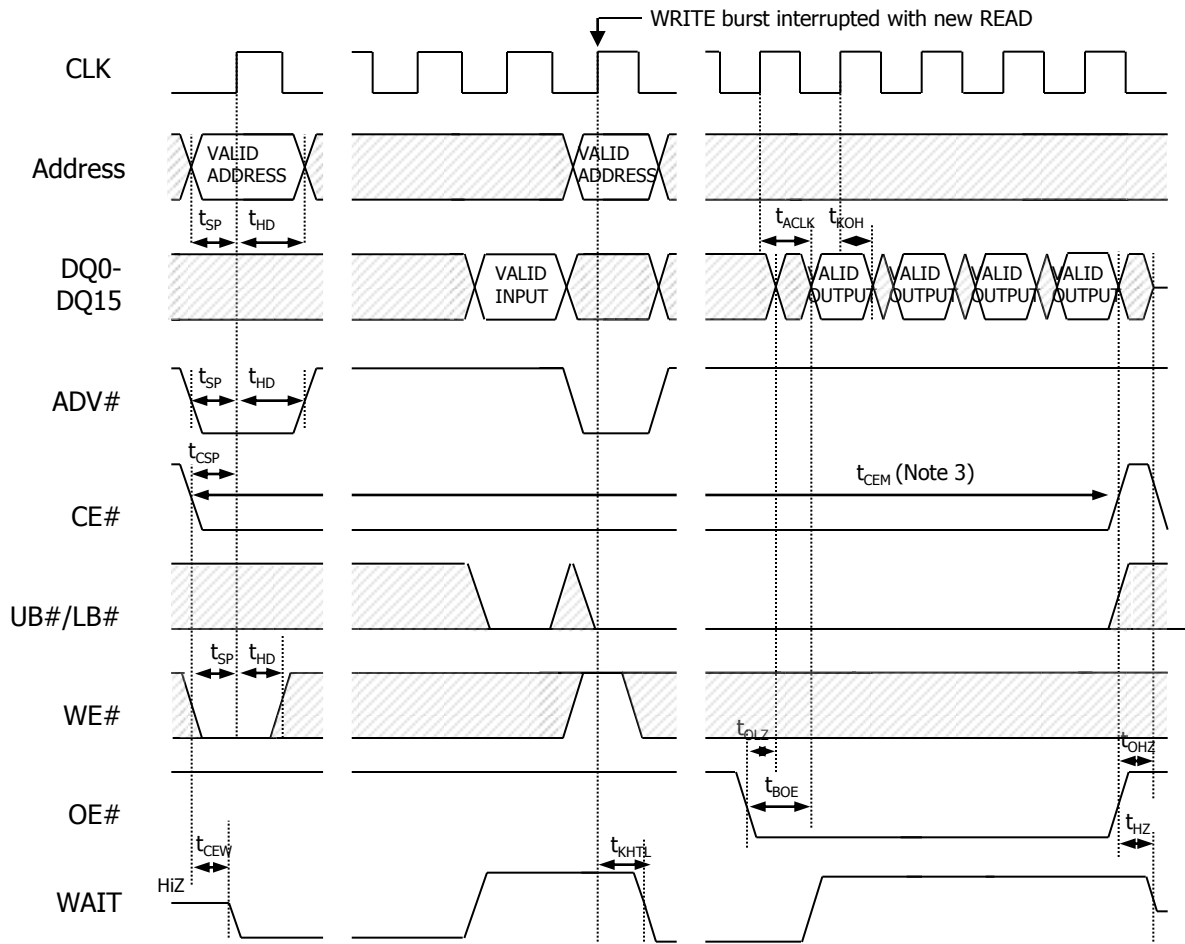 WRITE burst interrupted with new READ
CLK
Address
VALID ADDRESS
VALID ADDRESS
tSP
tHD
tACLK
tKOH
DQ0-
DQ15
VALID INPUT
VALID OUTPUT
VALID OUTPUT
VALID OUTPUT
VALID OUTPUT
tSP
tHD
ADV#
tCSP
tCEM (Note 3)
CE#
UB#/LB#
tSP
tHD
WE#
tOLZ
tOHZ
tBOE
OE#
tCEW
tKHTL
tHZ
HiZ
WAIT